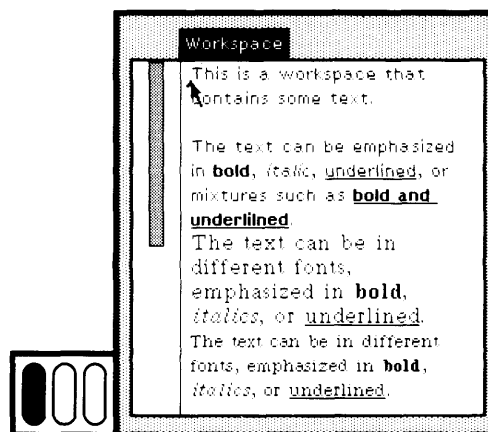 Workspace
This is a workspace that
contains some text.
The text can be emphasized
in bold, italic, underlined, or
mixtures such as bold and
underlilned.
The text can be in
different fonts,
emphasized in bold,
italics, or underlined.
The text can be in different
fonts, emphasized in bold,
italics, or underlined.